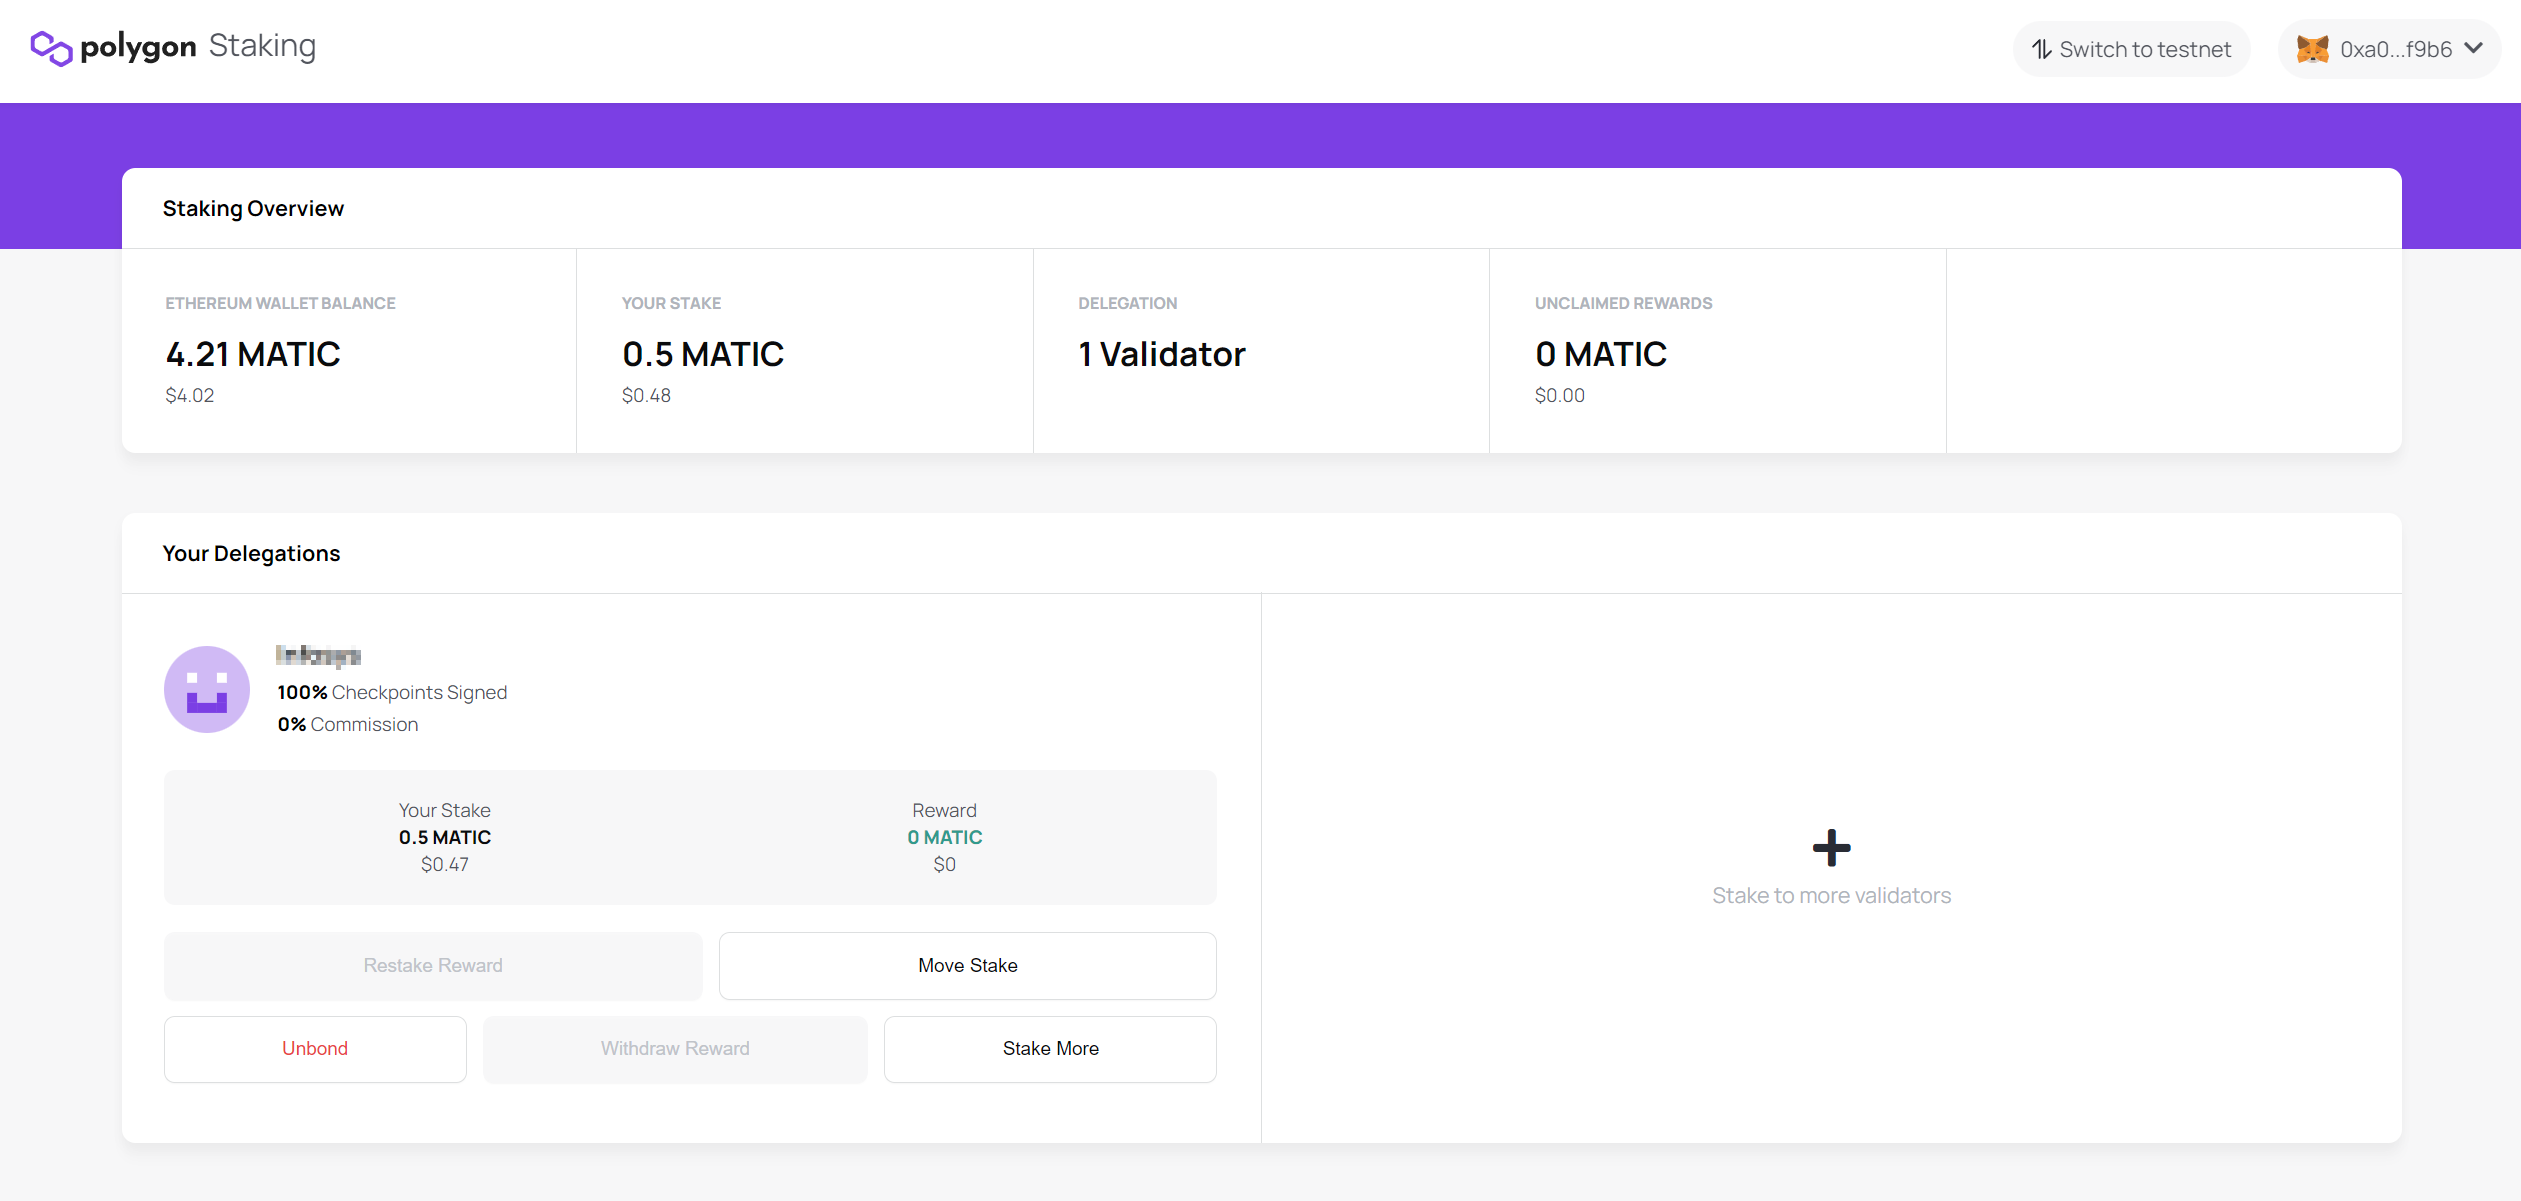 polygon Staking
Switch to testnet
0xa0...f9b6
Staking Overview
ETHEREUM WALLET BALANCE
4.21 MATIC
$4.02
YOUR STAKE
0.5 MATIC
$0.48
DELEGATION
1 Validator
UNCLAIMED REWARDS
0 MATIC
$0.00
Your Delegations
100% Checkpoints Signed
0% Commission
Your Stake
0.5 MATIC
$0.47
Reward
0 MATIC
$0
Restake Reward
Move Stake
Unbond
Withdraw Reward
Stake More
Stake to more validators